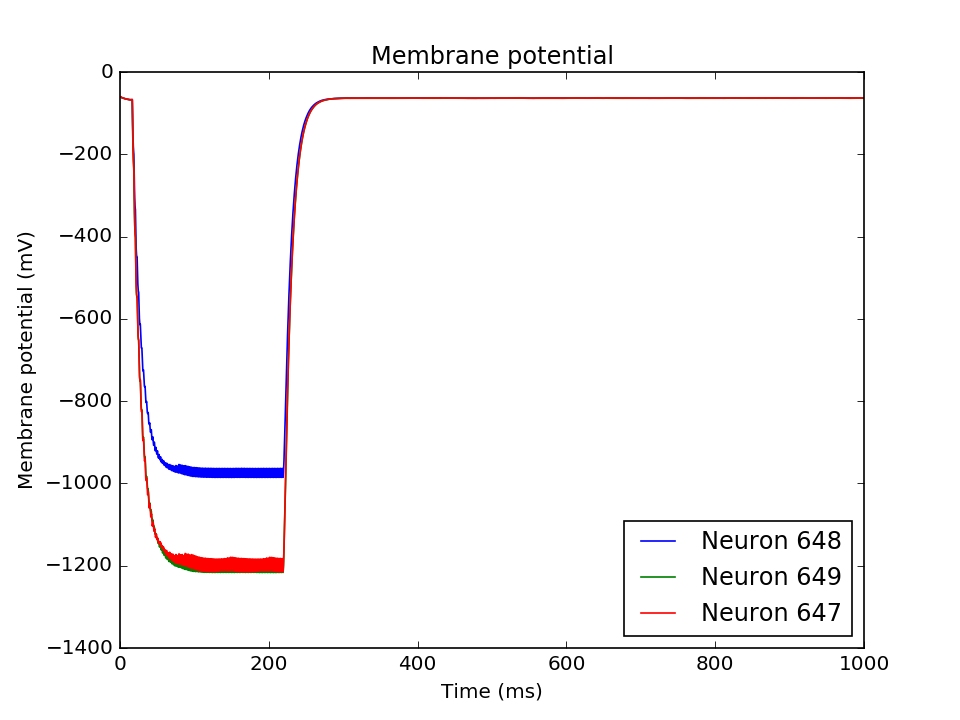 Membrane potential
0
−200
−400
−600
−800
−1000
−1200
−1400
Membrane potential (mV)
Neuron 648
Neuron 649
Neuron 647
0 200 400 600 800 1000
Time (ms)